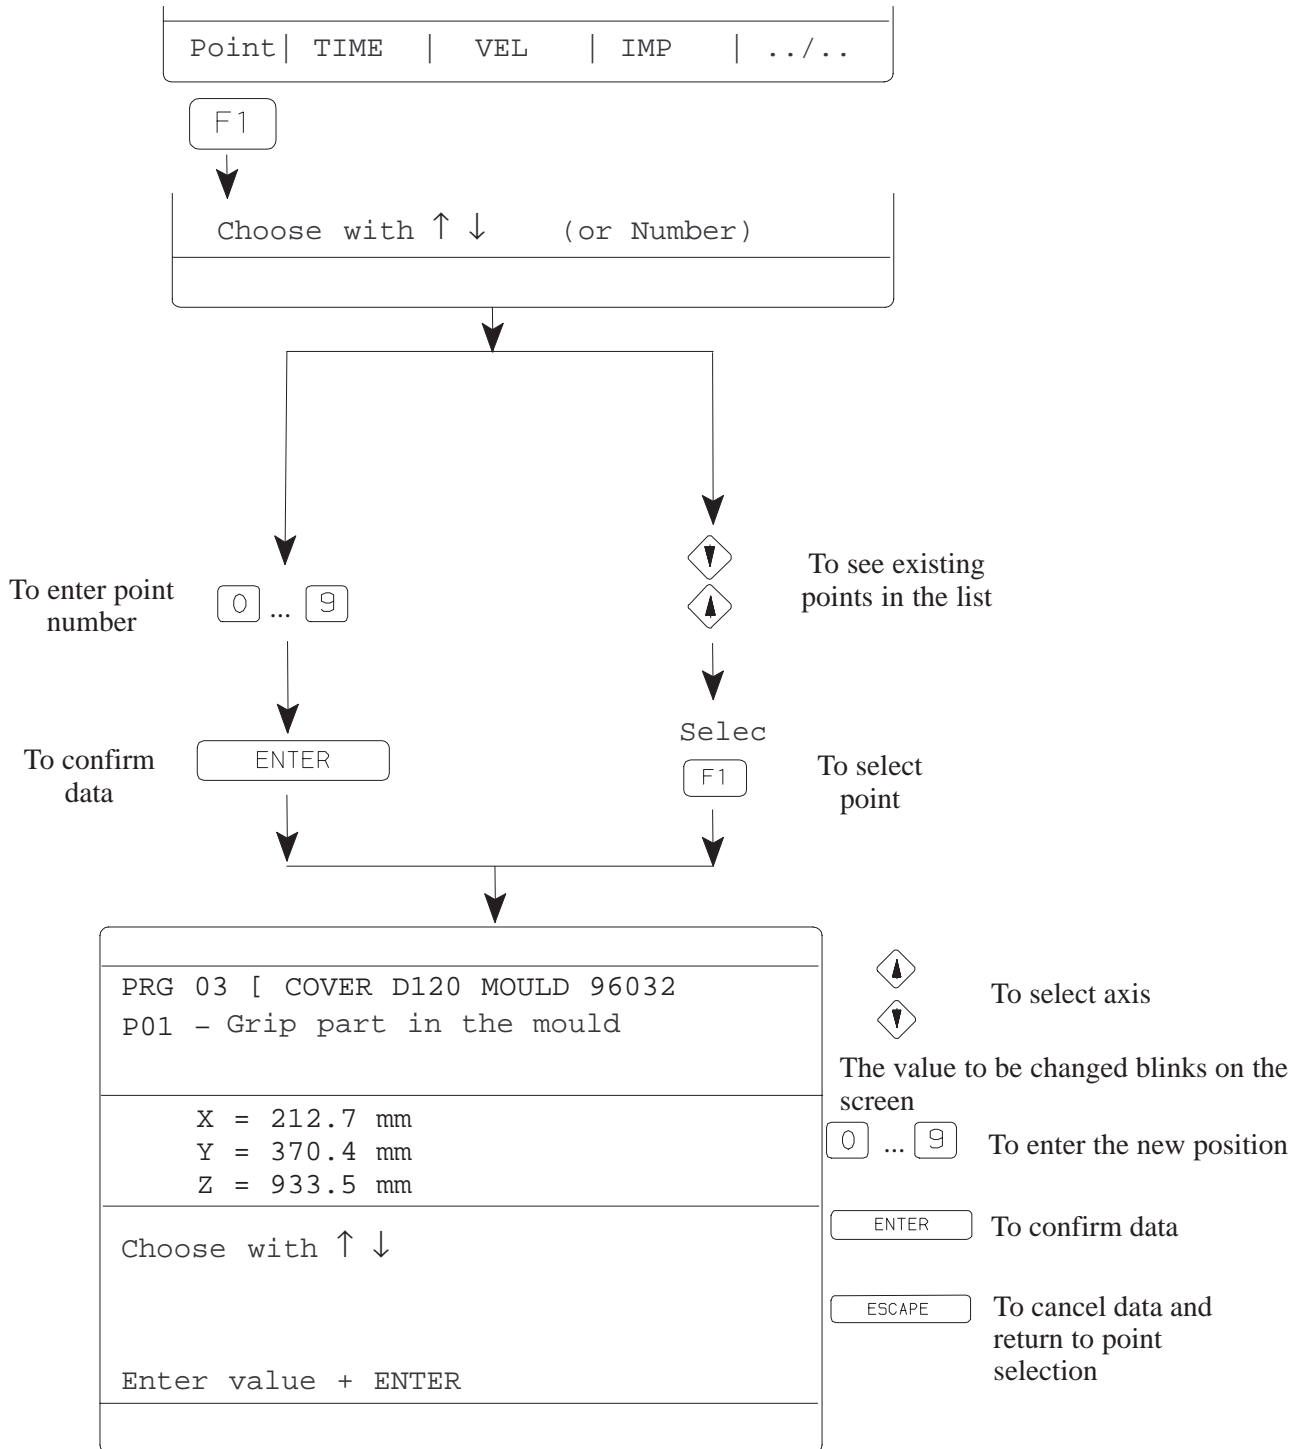 Point| TIME | VEL | IMP | ../..
F1
Choose with ↑ ↓ (or Number)
To enter point
number
0 ... 9
To see existing
points in the list
To confirm
data
ENTER
Selec
F1
To select
point
PRG 03 [ COVER D120 MOULD 96032
P01 – Grip part in the mould
X = 212.7 mm
Y = 370.4 mm
Z = 933.5 mm
Choose with ↑ ↓
Enter value + ENTER
To select axis
The value to be changed blinks on the
screen
0 ... 9 To enter the new position
ENTER To confirm data
ESCAPE To cancel data and
return to point
selection